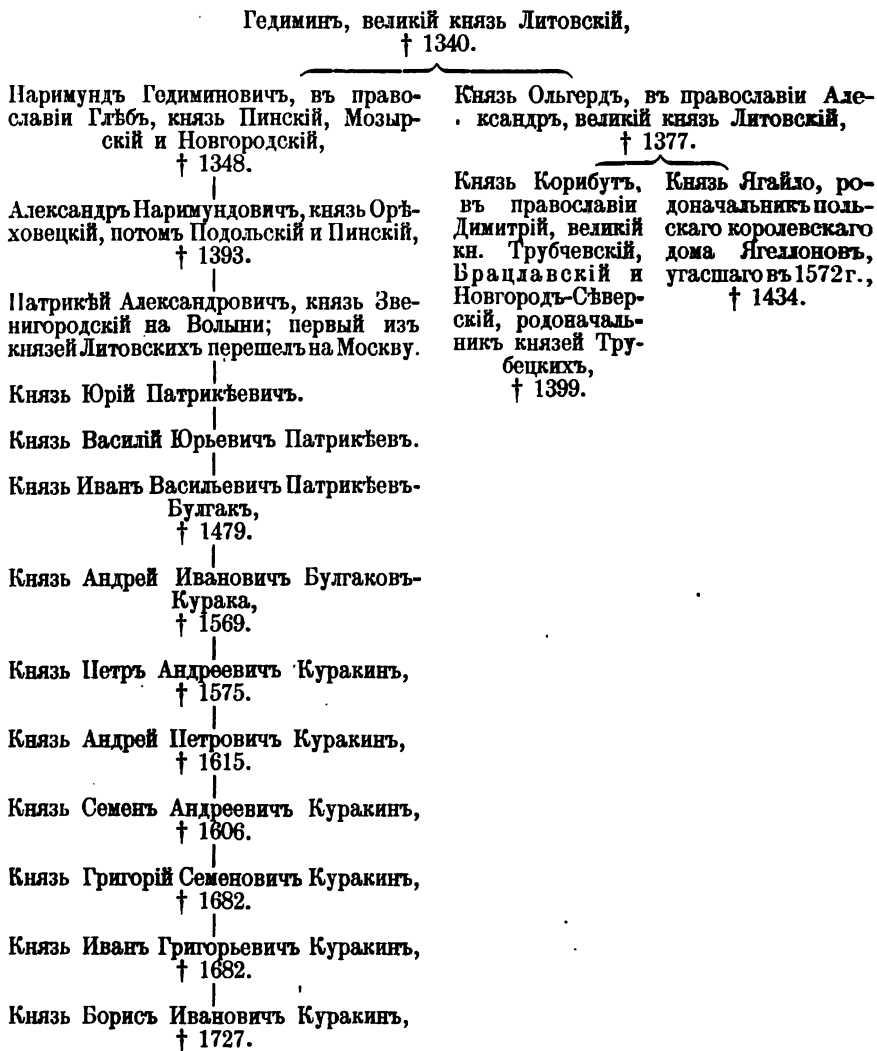 Гедиминъ, великій князь Литовскій,
† 1340.
Наримундъ Гедиминовичъ, въ право-
славіи Глѣбъ, князь Пинскій, Мозыр-
скій и Новгородскій,
† 1348.
Александръ Наримундовичъ, князь Орѣ-
ховецкій, потомъ Подольскій и Пинскій,
† 1393.
Патрикѣй Александровичъ, князь Зве-
нигородскій на Волыни; первый изъ
князей Литовскихъ перешелъ на Москву.
Князь Юрій Патрикѣевичъ.
Князь Василій Юрьевичъ Патрикѣевъ.
Князь Иванъ Васильевичъ Патрикѣевъ-
Булгакъ,
† 1479.
Князь Андрей Ивановичъ Булгаковъ-
Курака,
† 1569.
Князь Петръ Андреевичъ Куракинъ,
† 1575.
Князь Андрей Петровичъ Куракинъ,
† 1615.
Князь Семенъ Андреевичъ Куракинъ,
† 1606.
Князь Григорій Семеновичъ Куракинъ,
† 1682.
Князь Иванъ Григорьевичъ Куракинъ,
† 1682.
Князь Борисъ Ивановичъ Куракинъ,
† 1727.
Князь Ольгердъ, въ православіи Але-
ксандръ, великій князь Литовскій,
† 1377.
Князь Корибутъ,
въ православіи
Димитрій, великій
кн. Трубчевскій,
Брацлавскій и
Новгородъ-Сѣвер-
скій, родоначаль-
никъ князей Тру-
бецкихъ,
† 1399.
Князь Ягайло, ро-
доначальникъ поль-
скаго королевскаго
дома Ягеллоновъ,
угасшаго въ 1572 г.,
† 1434.